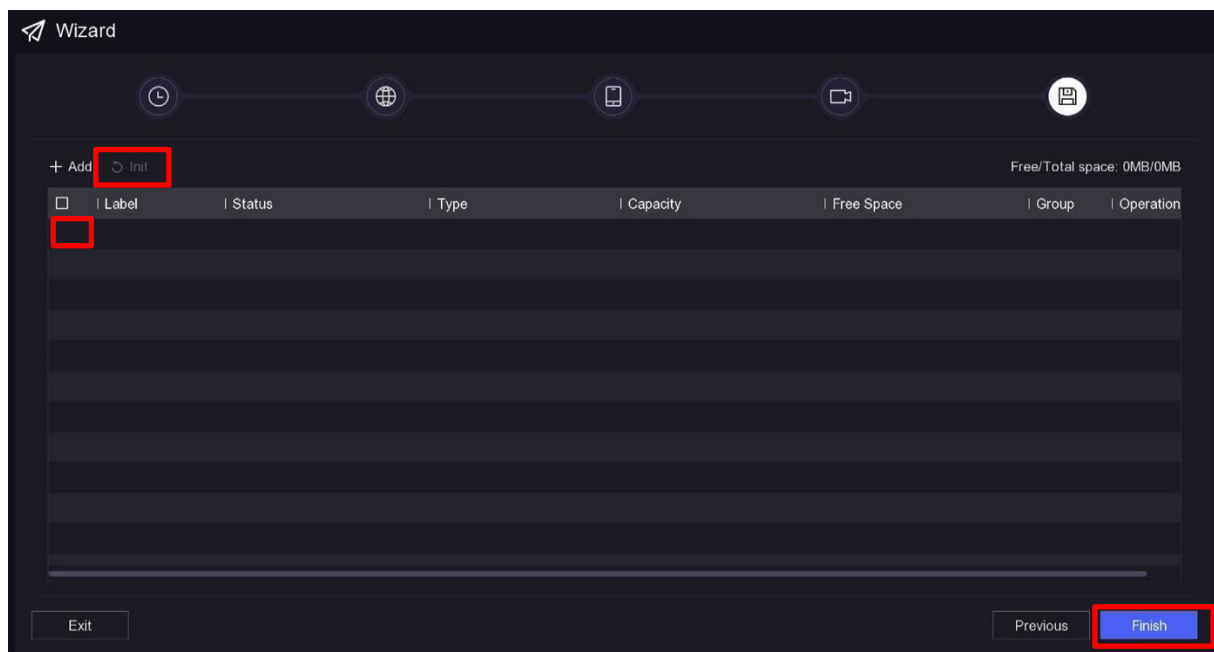 Wizard
+ Add Init Free/Total space: 0MB/0MB
Label Status Type Capacity Free Space Group Operation
Exit Previous Finish